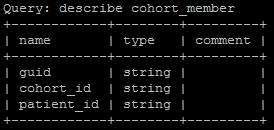 Query: describe cohort_member
+------------+--------+---------+
| name       | type   | comment |
+------------+--------+---------+
| guid       | string |         |
| cohort_id  | string |         |
| patient_id | string |         |
+------------+--------+---------+